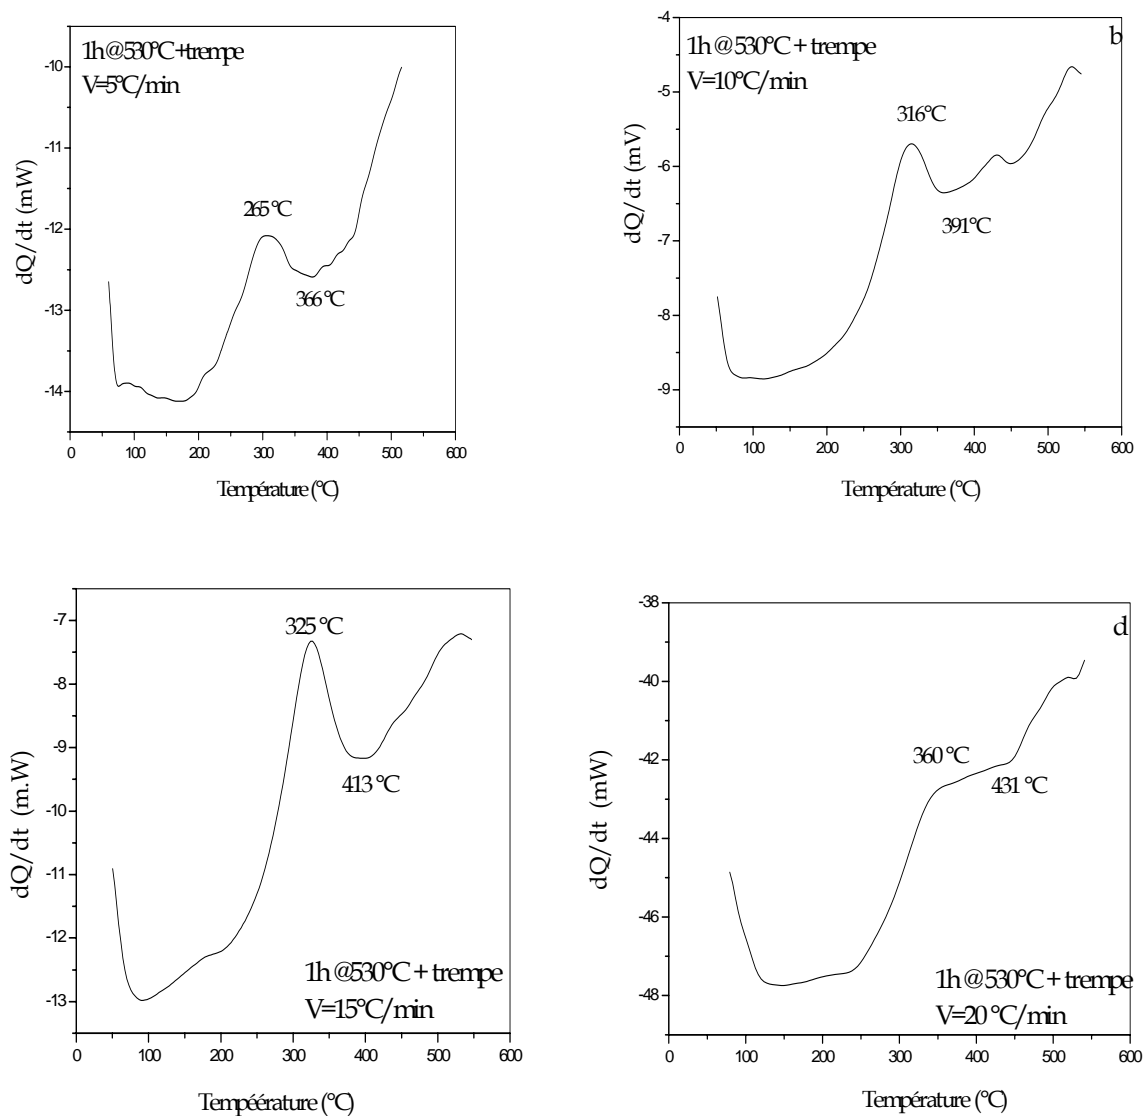 1h @ 530°C +trempe
V=5°C/min
-10
-11
-12
-13
-14
265 °C
366 °C
dQ/dt (mW)
0 100 200 300 400 500 600
Température (°C)
b
1h @ 530°C + trempe
V=10°C/min
-4
-5
-6
-7
-8
-9
316°C
391°C
dQ/dt (mV)
0 100 200 300 400 500 600
Température (°C)
-7
-8
-9
-10
-11
-12
-13
325 °C
413 °C
1h @530°C + trempe
V=15°C/min
dQ/dt (m.W)
0 100 200 300 400 500 600
Tempéérature (°C)
d
-38
-40
-42
-44
-46
-48
360 °C
431 °C
1h @ 530°C + trempe
V=20 °C/min
dQ/dt (mW)
0 100 200 300 400 500 600
Température (°C)